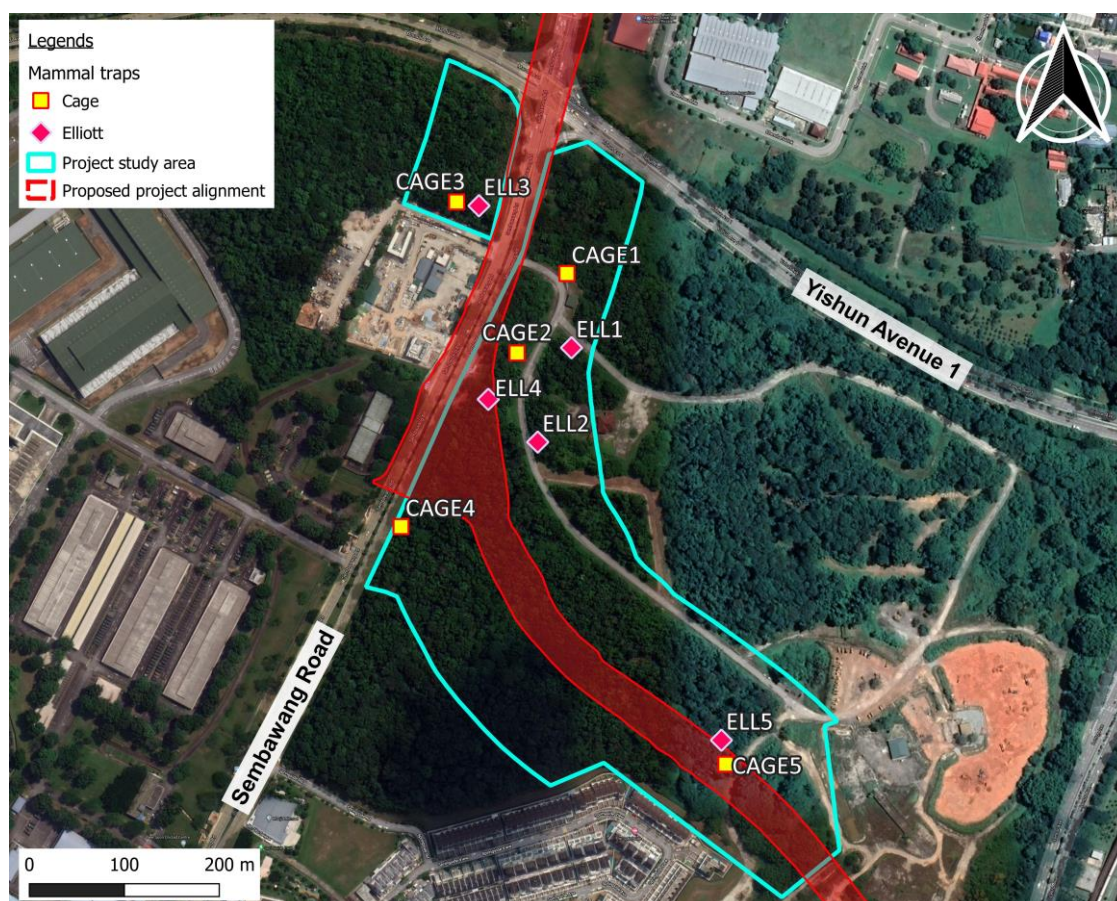 Legends
Mammal traps
Cage
Elliott
Project study area
Proposed project alignment
CAGE3
ELL3
CAGE1
Yishun Avenue 1
CAGE2
ELL1
ELL4
ELL2
CAGE4
Sembawang Road
ELL5
CAGE5
0 100 200 m